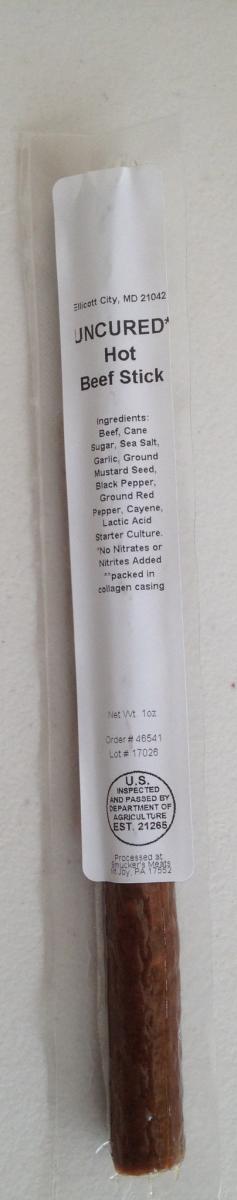 Ellicott City, MD 21042
UNCURED*
Hot
Beef Stick
Ingredients:
Beef, Cane
Sugar, Sea Salt,
Garlic, Ground
Mustard Seed,
Black Pepper,
Ground Red
Pepper, Cayene,
Lactic Acid
Starter Culture.
*No Nitrates or
Nitrites Added
**packed in
collagen casing
Net Wt. 1oz
Order # 46541
Lot # 17026
U.S.
INSPECTED
AND PASSED BY
DEPARTMENT OF
AGRICULTURE
EST. 21265
Processed at
Smucker's Meats
Mt Joy, PA 17552